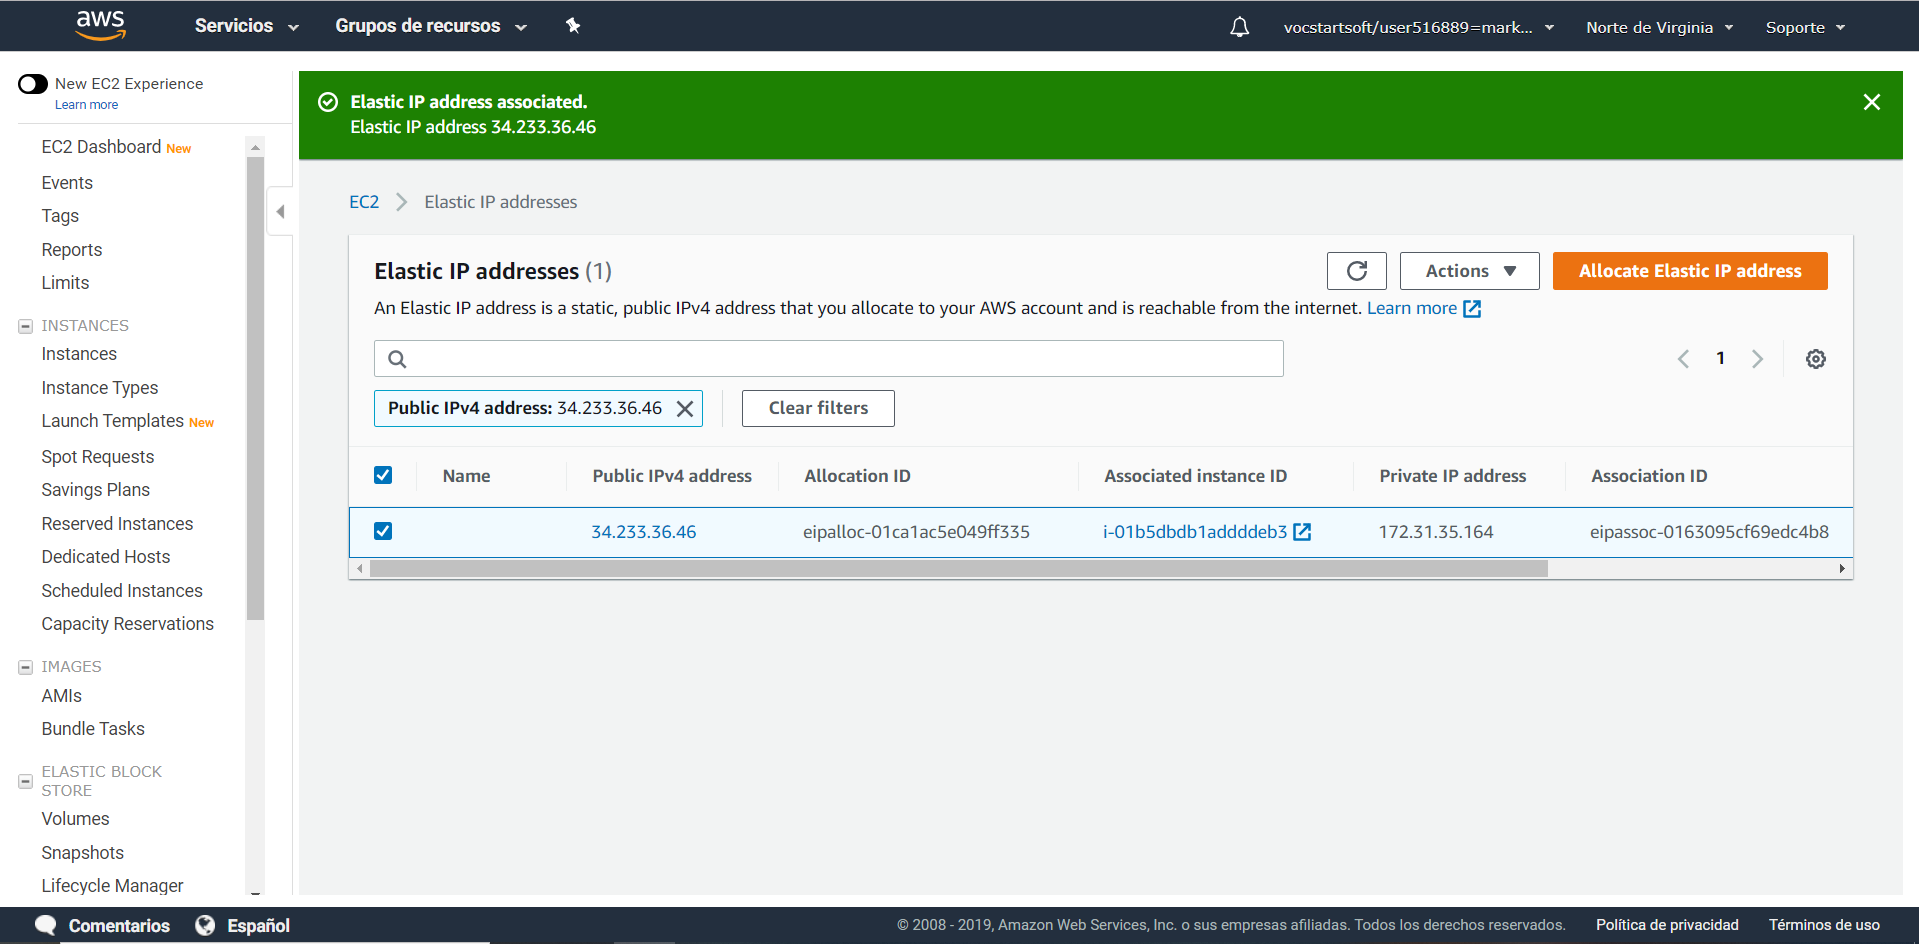 aws
Servicios
Grupos de recursos
vocstartsoft/user516889=mark...
Norte de Virginia
Soporte
New EC2 Experience
Learn more
EC2 Dashboard New
Events
Tags
Reports
Limits
INSTANCES
Instances
Instance Types
Launch Templates New
Spot Requests
Savings Plans
Reserved Instances
Dedicated Hosts
Scheduled Instances
Capacity Reservations
IMAGES
AMIs
Bundle Tasks
ELASTIC BLOCK
STORE
Volumes
Snapshots
Lifecycle Manager
Elastic IP address associated.
Elastic IP address 34.233.36.46
EC2
Elastic IP addresses
Elastic IP addresses (1)
Actions
Allocate Elastic IP address
An Elastic IP address is a static, public IPv4 address that you allocate to your AWS account and is reachable from the internet. Learn more
1
Public IPv4 address: 34.233.36.46
Clear filters
Name Public IPv4 address Allocation ID Associated instance ID Private IP address Association ID
34.233.36.46 eipalloc-01ca1ac5e049ff335 i-01b5dbdb1addddeb3 172.31.35.164 eipassoc-0163095cf69edc4b8
Comentarios
Español
© 2008 - 2019, Amazon Web Services, Inc. o sus empresas afiliadas. Todos los derechos reservados.
Política de privacidad
Términos de uso